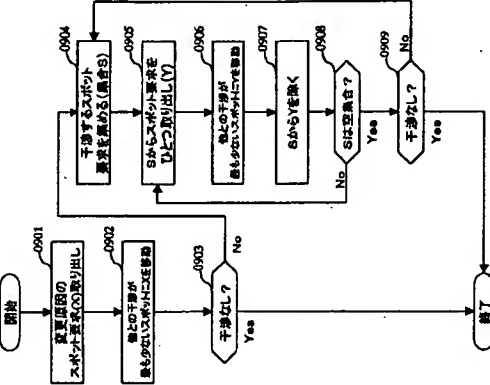 開始
0901
変更原因の
スポット要求(X)取り出し
0902
他との干渉が
最も少ないスポットにXを移動
0903
干渉なし？
No
Yes
0904
干渉するスポット
要求を集める(集合S)
0905
Sからスポット要求を
ひとつ取り出し(Y)
0906
他との干渉が
最も少ないスポットにYを移動
0907
SからYを除く
0908
Sは空集合？
No
Yes
0909
干渉なし？
No
Yes
終了